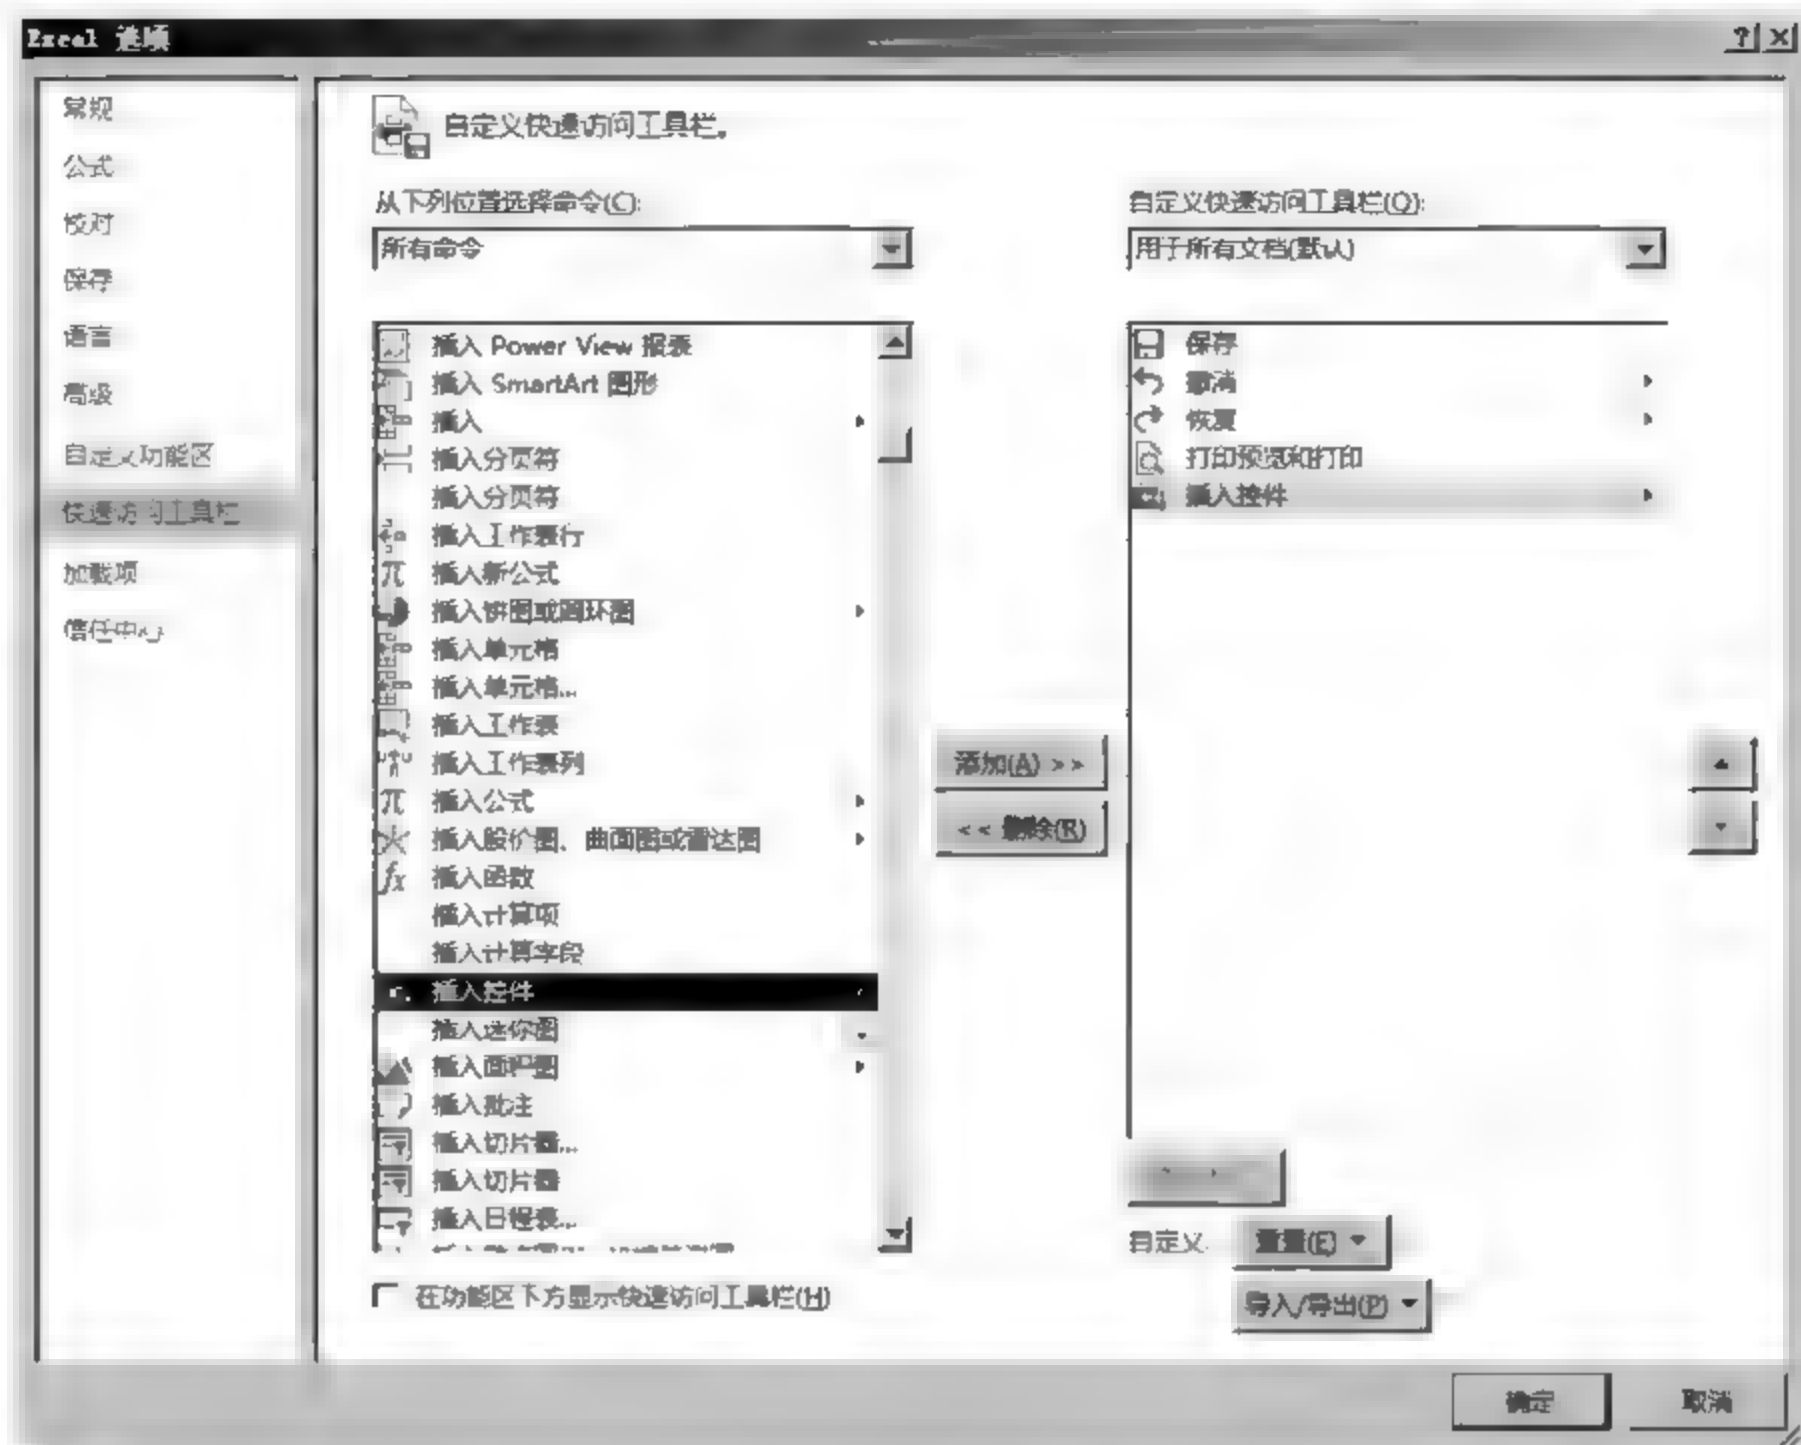 Excel 选项
常规
公式
校对
保存
语言
高级
自定义功能区
快速访问工具栏
加载项
信任中心
自定义快速访问工具栏。
从下列位置选择命令(C):
所有命令
插入 Power View 报表
插入 SmartArt 图形
插入
插入分页符
插入分页符
插入工作表行
插入新公式
插入饼图或圆环图
插入单元格
插入单元格...
插入工作表
插入工作表列
插入公式
插入股价图、曲面图或雷达图
fx 插入函数
插入计算项
插入计算字段
插入控件
插入迷你图
插入面积图
插入批注
插入切片器...
插入切片器
插入日程表...
在功能区下方显示快速访问工具栏(H)
添加(A) >>
<< 删除(R)
自定义快速访问工具栏(Q):
用于所有文档(默认)
保存
撤消
恢复
打印预览和打印
插入控件
自定义: 重置(E)
导入/导出(P)
确定
取消